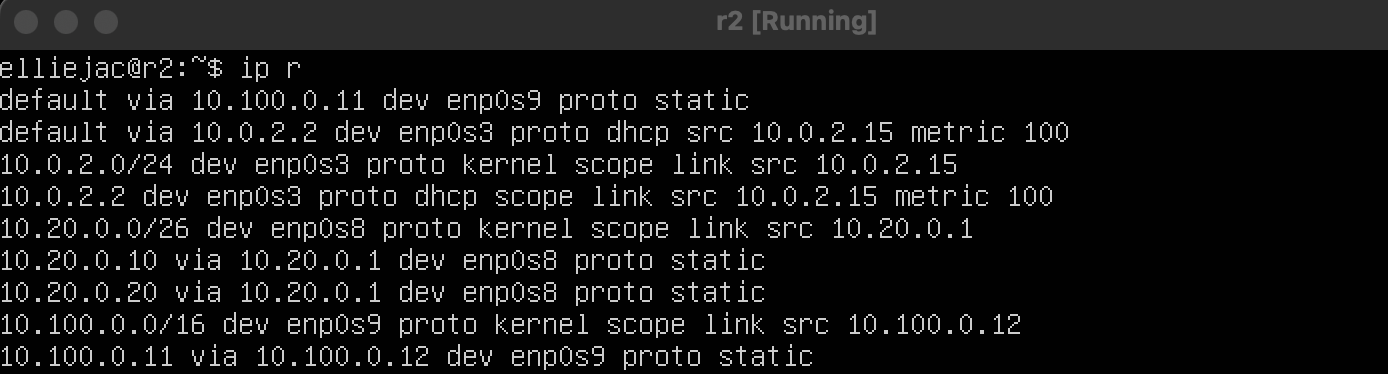 r2 [Running]
elliejac@r2:~$ ip r
default via 10.100.0.11 dev enp0s9 proto static
default via 10.0.2.2 dev enp0s3 proto dhcp src 10.0.2.15 metric 100
10.0.2.0/24 dev enp0s3 proto kernel scope link src 10.0.2.15
10.0.2.2 dev enp0s3 proto dhcp scope link src 10.0.2.15 metric 100
10.20.0.0/26 dev enp0s8 proto kernel scope link src 10.20.0.1
10.20.0.10 via 10.20.0.1 dev enp0s8 proto static
10.20.0.20 via 10.20.0.1 dev enp0s8 proto static
10.100.0.0/16 dev enp0s9 proto kernel scope link src 10.100.0.12
10.100.0.11 via 10.100.0.12 dev enp0s9 proto static